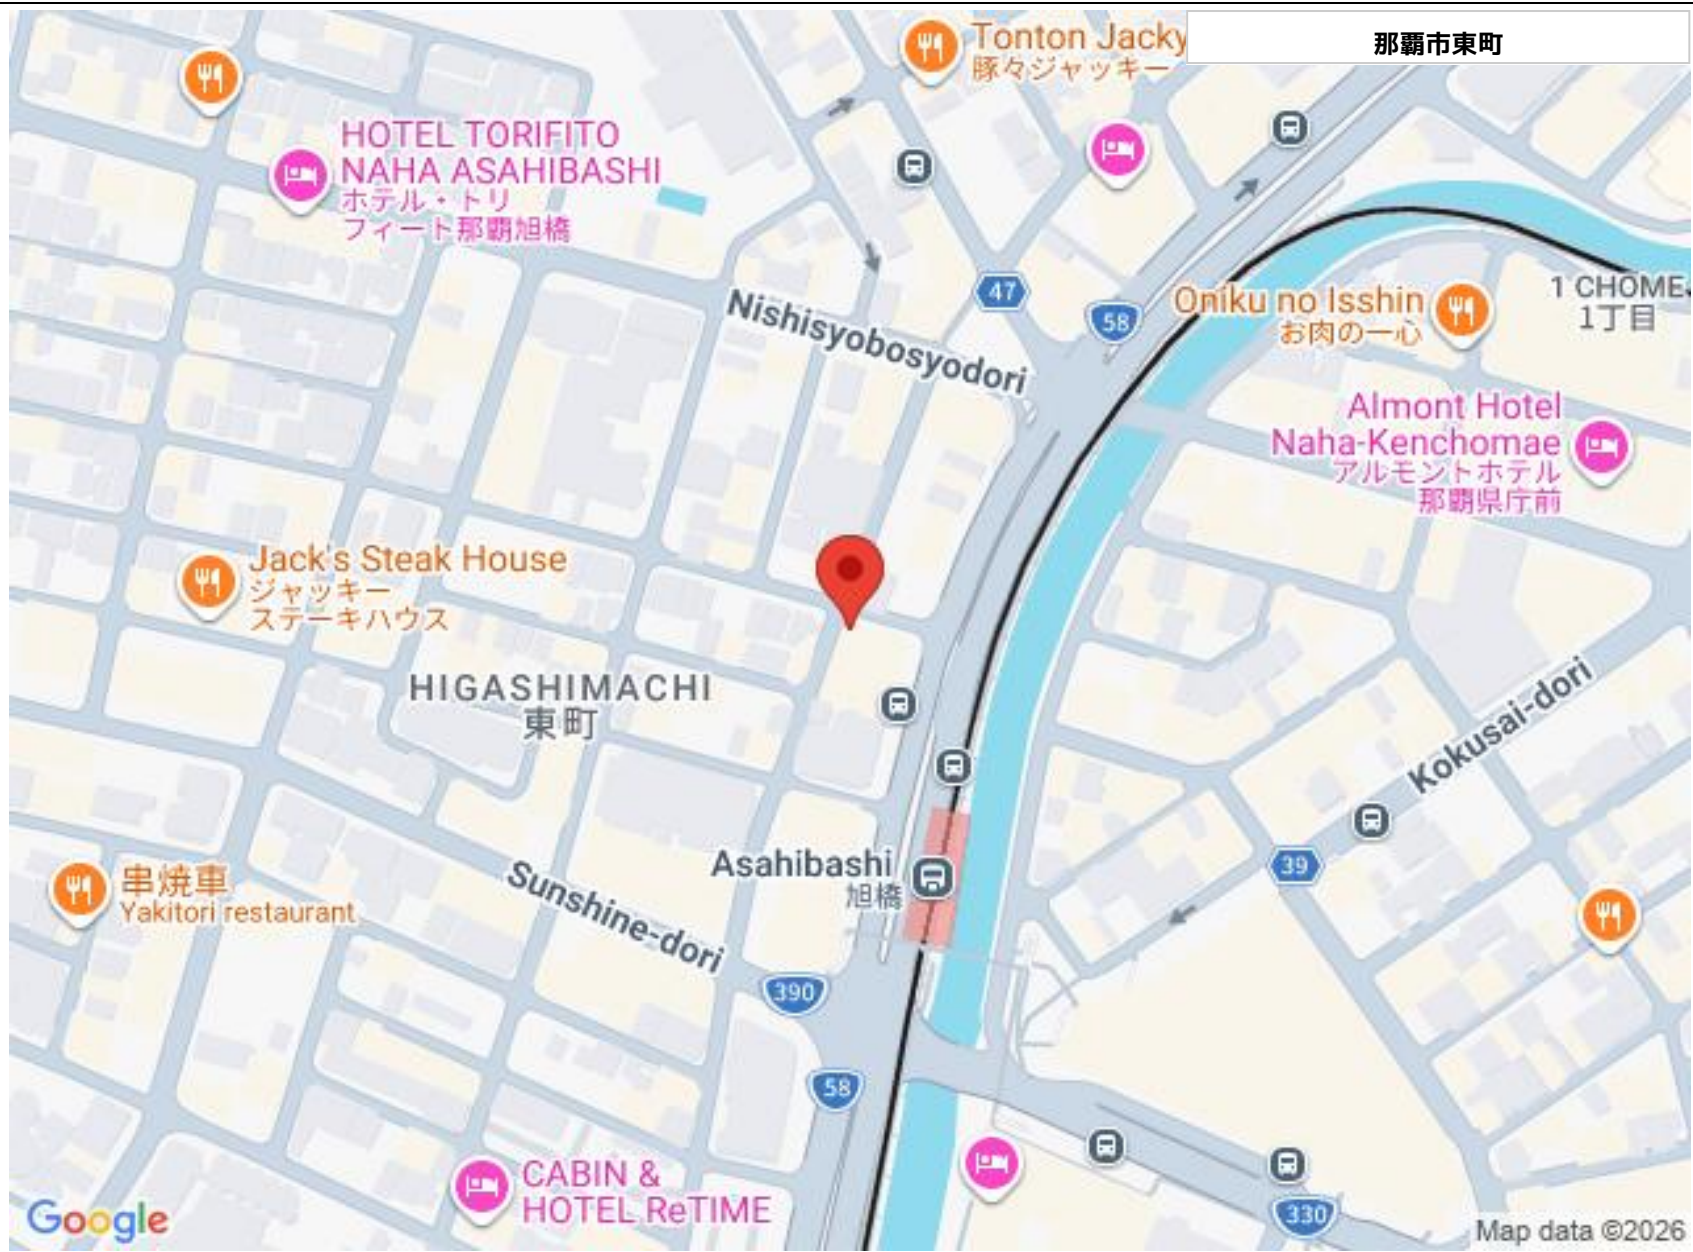 Tonton Jacky
豚々ジャッキー
那覇市東町
HOTEL TORIFITO
NAHA ASAHIBASHI
ホテル・トリ
フィート那覇旭橋
47
58
Nishisyobosyodori
Oniku no Isshin
お肉の一心
1 CHOME
1丁目
Almont Hotel
Naha-Kenchomae
アルモントホテル
那覇県庁前
Jack's Steak House
ジャッキー
ステーキハウス
HIGASHIMACHI
東町
Kokusai-dori
39
Asahibashi
旭橋
串焼車
Yakitori restaurant
Sunshine-dori
390
58
CABIN &
HOTEL ReTIME
330
Google
Map data ©2026